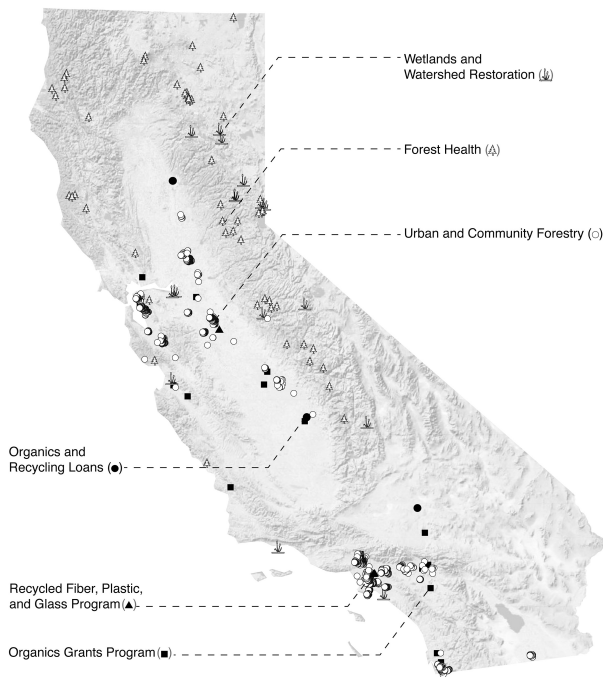 Wetlands and
Watershed Restoration ( )
Forest Health ( )
Urban and Community Forestry (○)
Organics and
Recycling Loans (●)
Recycled Fiber, Plastic,
and Glass Program (▲)
Organics Grants Program (■)